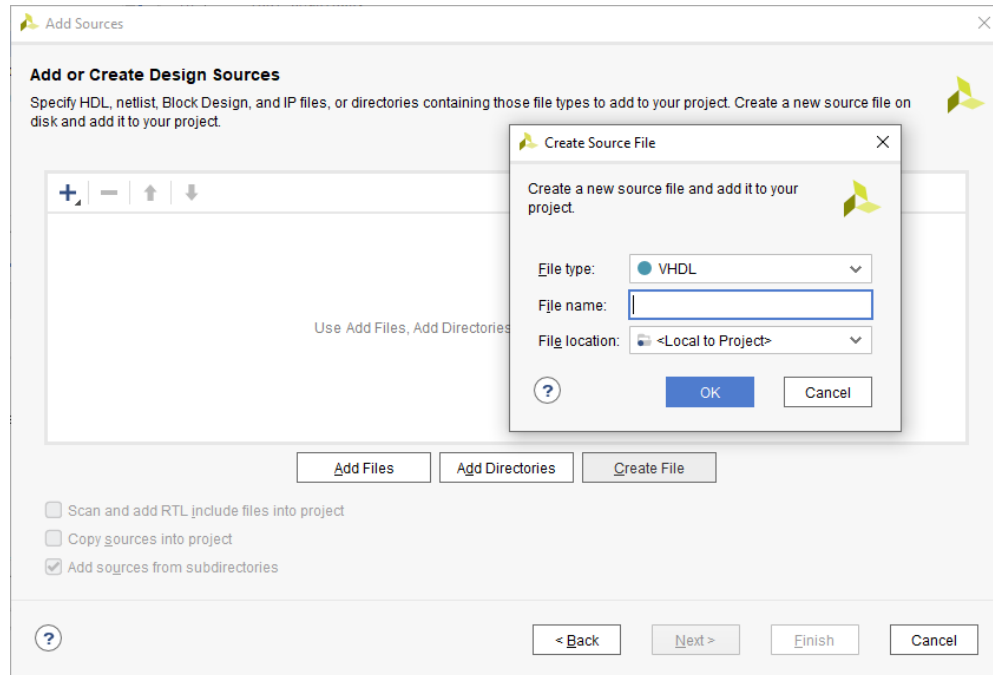 Add Sources
Add or Create Design Sources
Specify HDL, netlist, Block Design, and IP files, or directories containing those file types to add to your project. Create a new source file on
disk and add it to your project.
Create Source File
Create a new source file and add it to your
project.
File type:
VHDL
File name:
File location:
<Local to Project>
?
OK
Cancel
Use Add Files, Add Directories
Add Files
Add Directories
Create File
Scan and add RTL include files into project
Copy sources into project
Add sources from subdirectories
?
< Back
Next >
Finish
Cancel